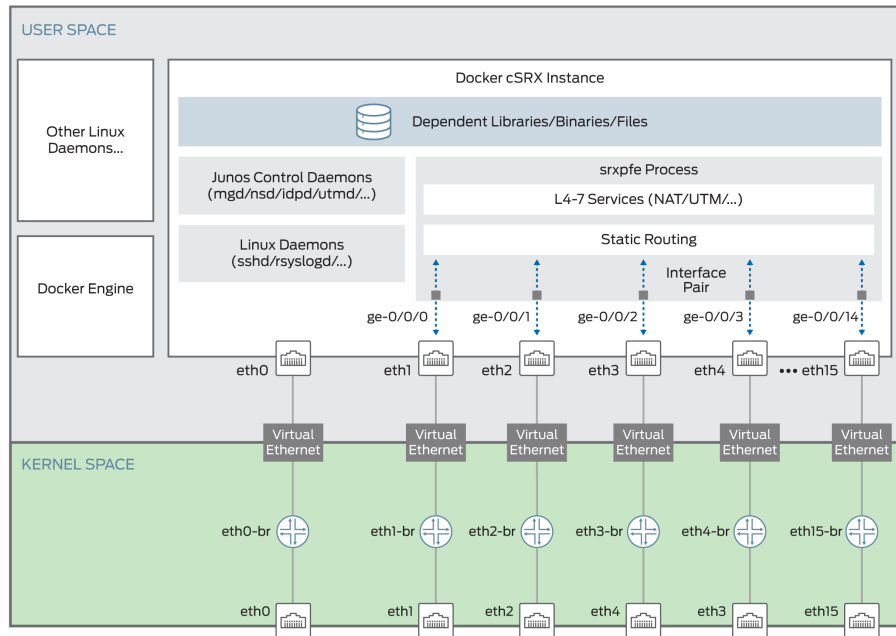 USER SPACE
Docker cSRX Instance
Other Linux
Daemons...
Dependent Libraries/Binaries/Files
Junos Control Daemons
(mgd/nsd/idpd/utmd/...)
srxpfe Process
L4-7 Services (NAT/UTM/...)
Linux Daemons
(sshd/rsyslogd/...)
Static Routing
Docker Engine
Interface
Pair
ge-0/0/0 ge-0/0/1 ge-0/0/2 ge-0/0/3 ge-0/0/14
eth0 eth1 eth2 eth3 eth4 ••• eth15
Virtual Virtual Virtual Virtual Virtual Virtual
Ethernet Ethernet Ethernet Ethernet Ethernet Ethernet
KERNEL SPACE
eth0-br eth1-br eth2-br eth3-br eth4-br eth15-br
eth0 eth1 eth2 eth4 eth3 eth15